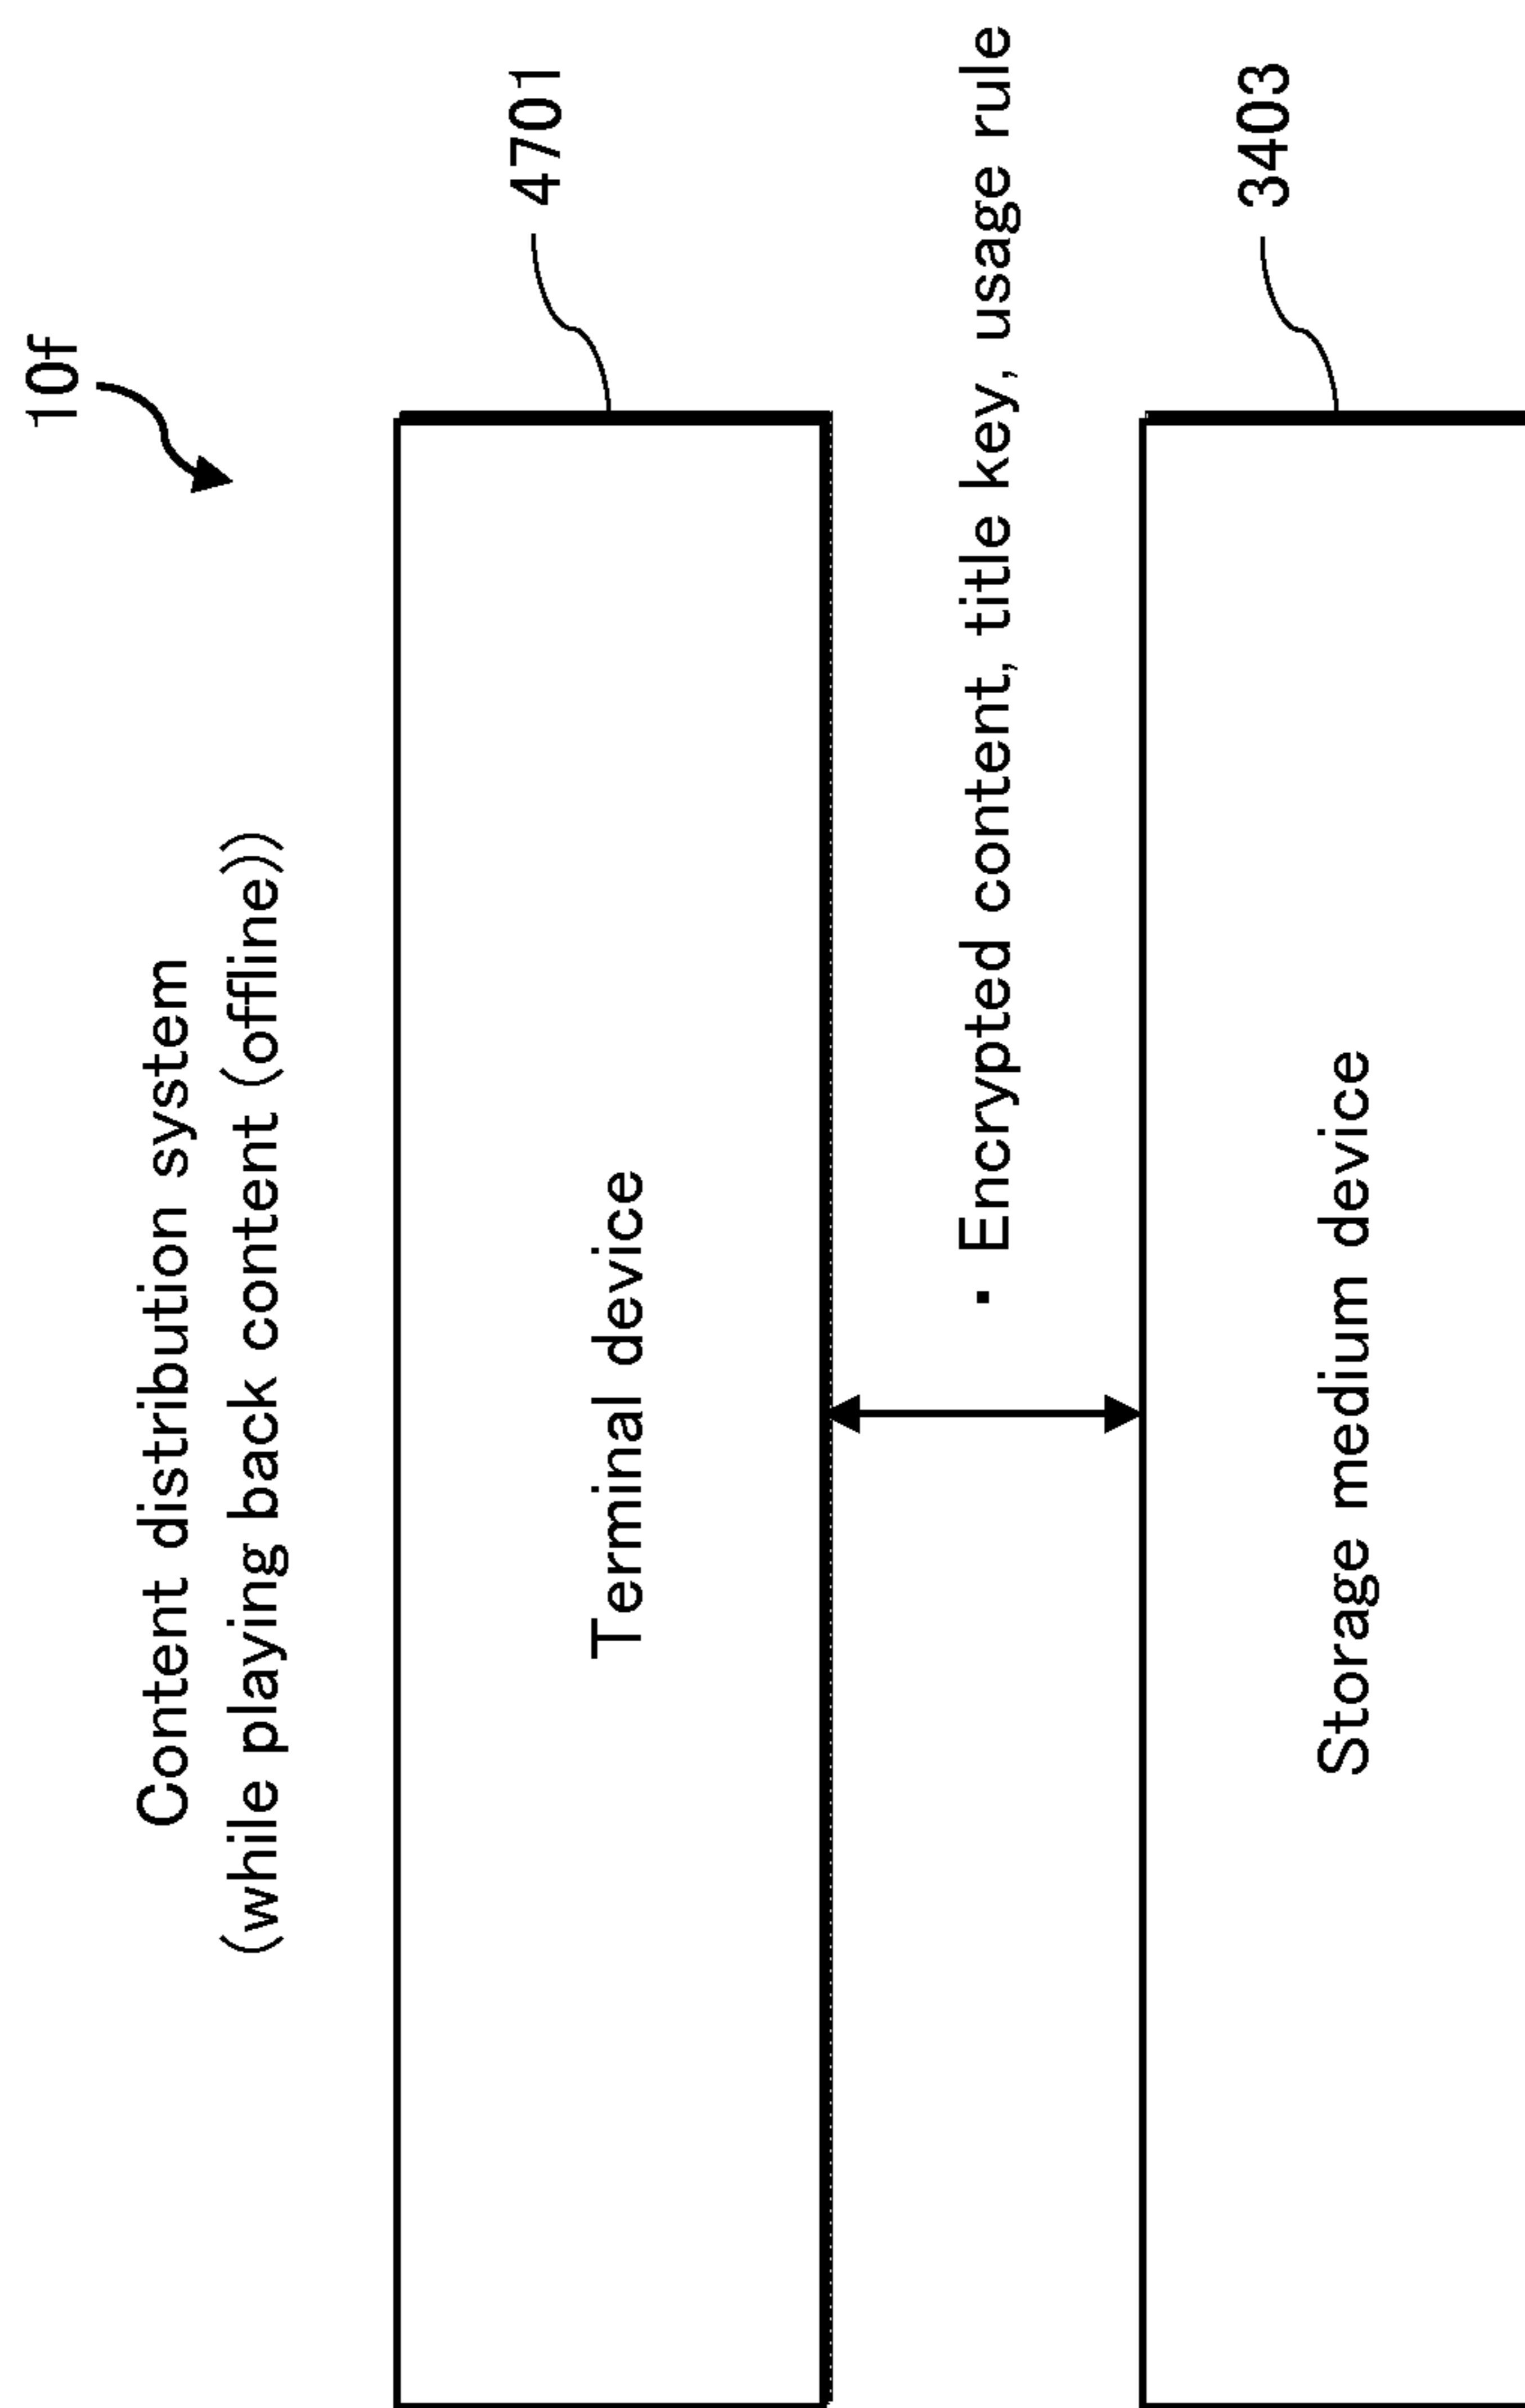 10f
Content distribution system
(while playing back content (offline))
4701
Terminal device
・Encrypted content, title key, usage rule
3403
Storage medium device